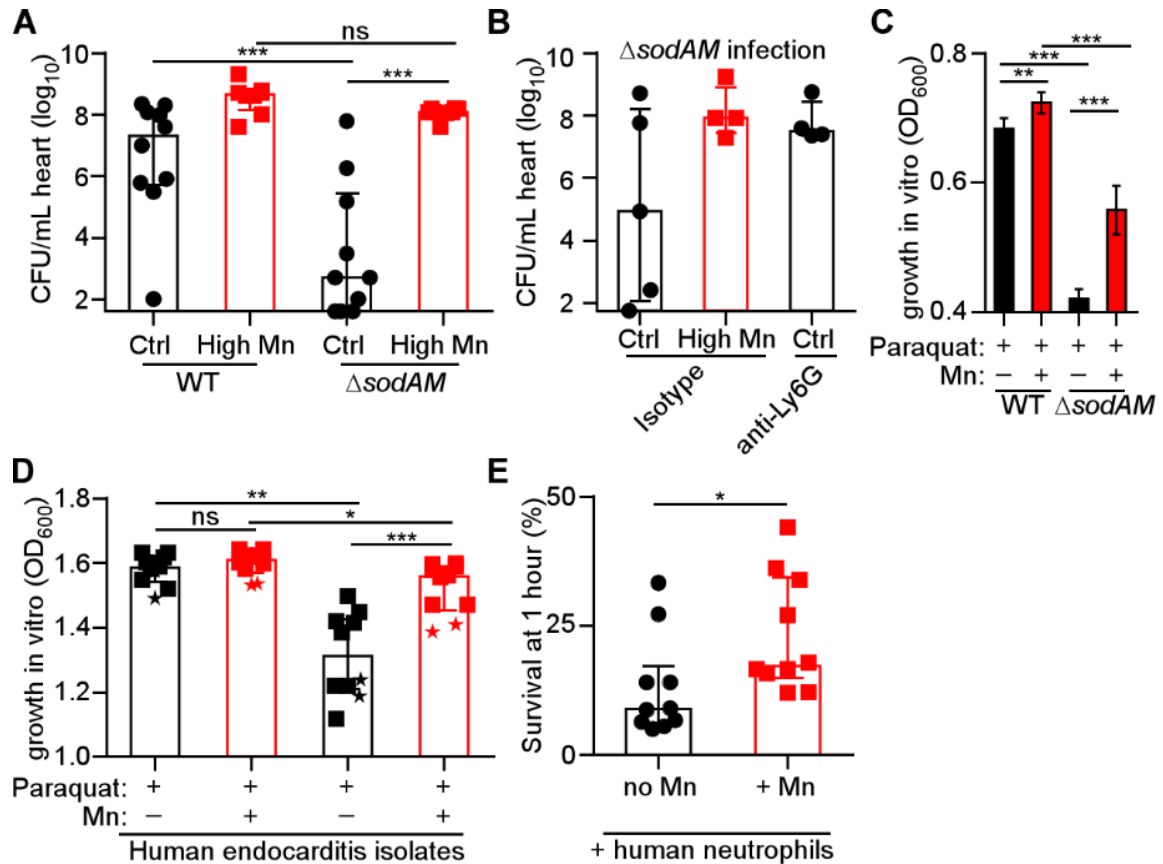 A
CFU/mL heart (log10)
10
8
6
4
2
***
ns
***
Ctrl High Mn Ctrl High Mn
WT ΔsodAM
B
ΔsodAM infection
CFU/mL heart (log10)
10
8
6
4
2
Ctrl High Mn Ctrl
Isotype anti-Ly6G
C
growth in vitro (OD600)
0.8
0.6
0.4
***
***
**
***
Paraquat: + + + +
Mn: − + − +
WT ΔsodAM
D
growth in vitro (OD600)
1.8
1.6
1.4
1.2
1.0
**
ns
*
***
Paraquat: + + + +
Mn: − + − +
Human endocarditis isolates
E
Survival at 1 hour (%)
50
25
0
*
no Mn + Mn
+ human neutrophils